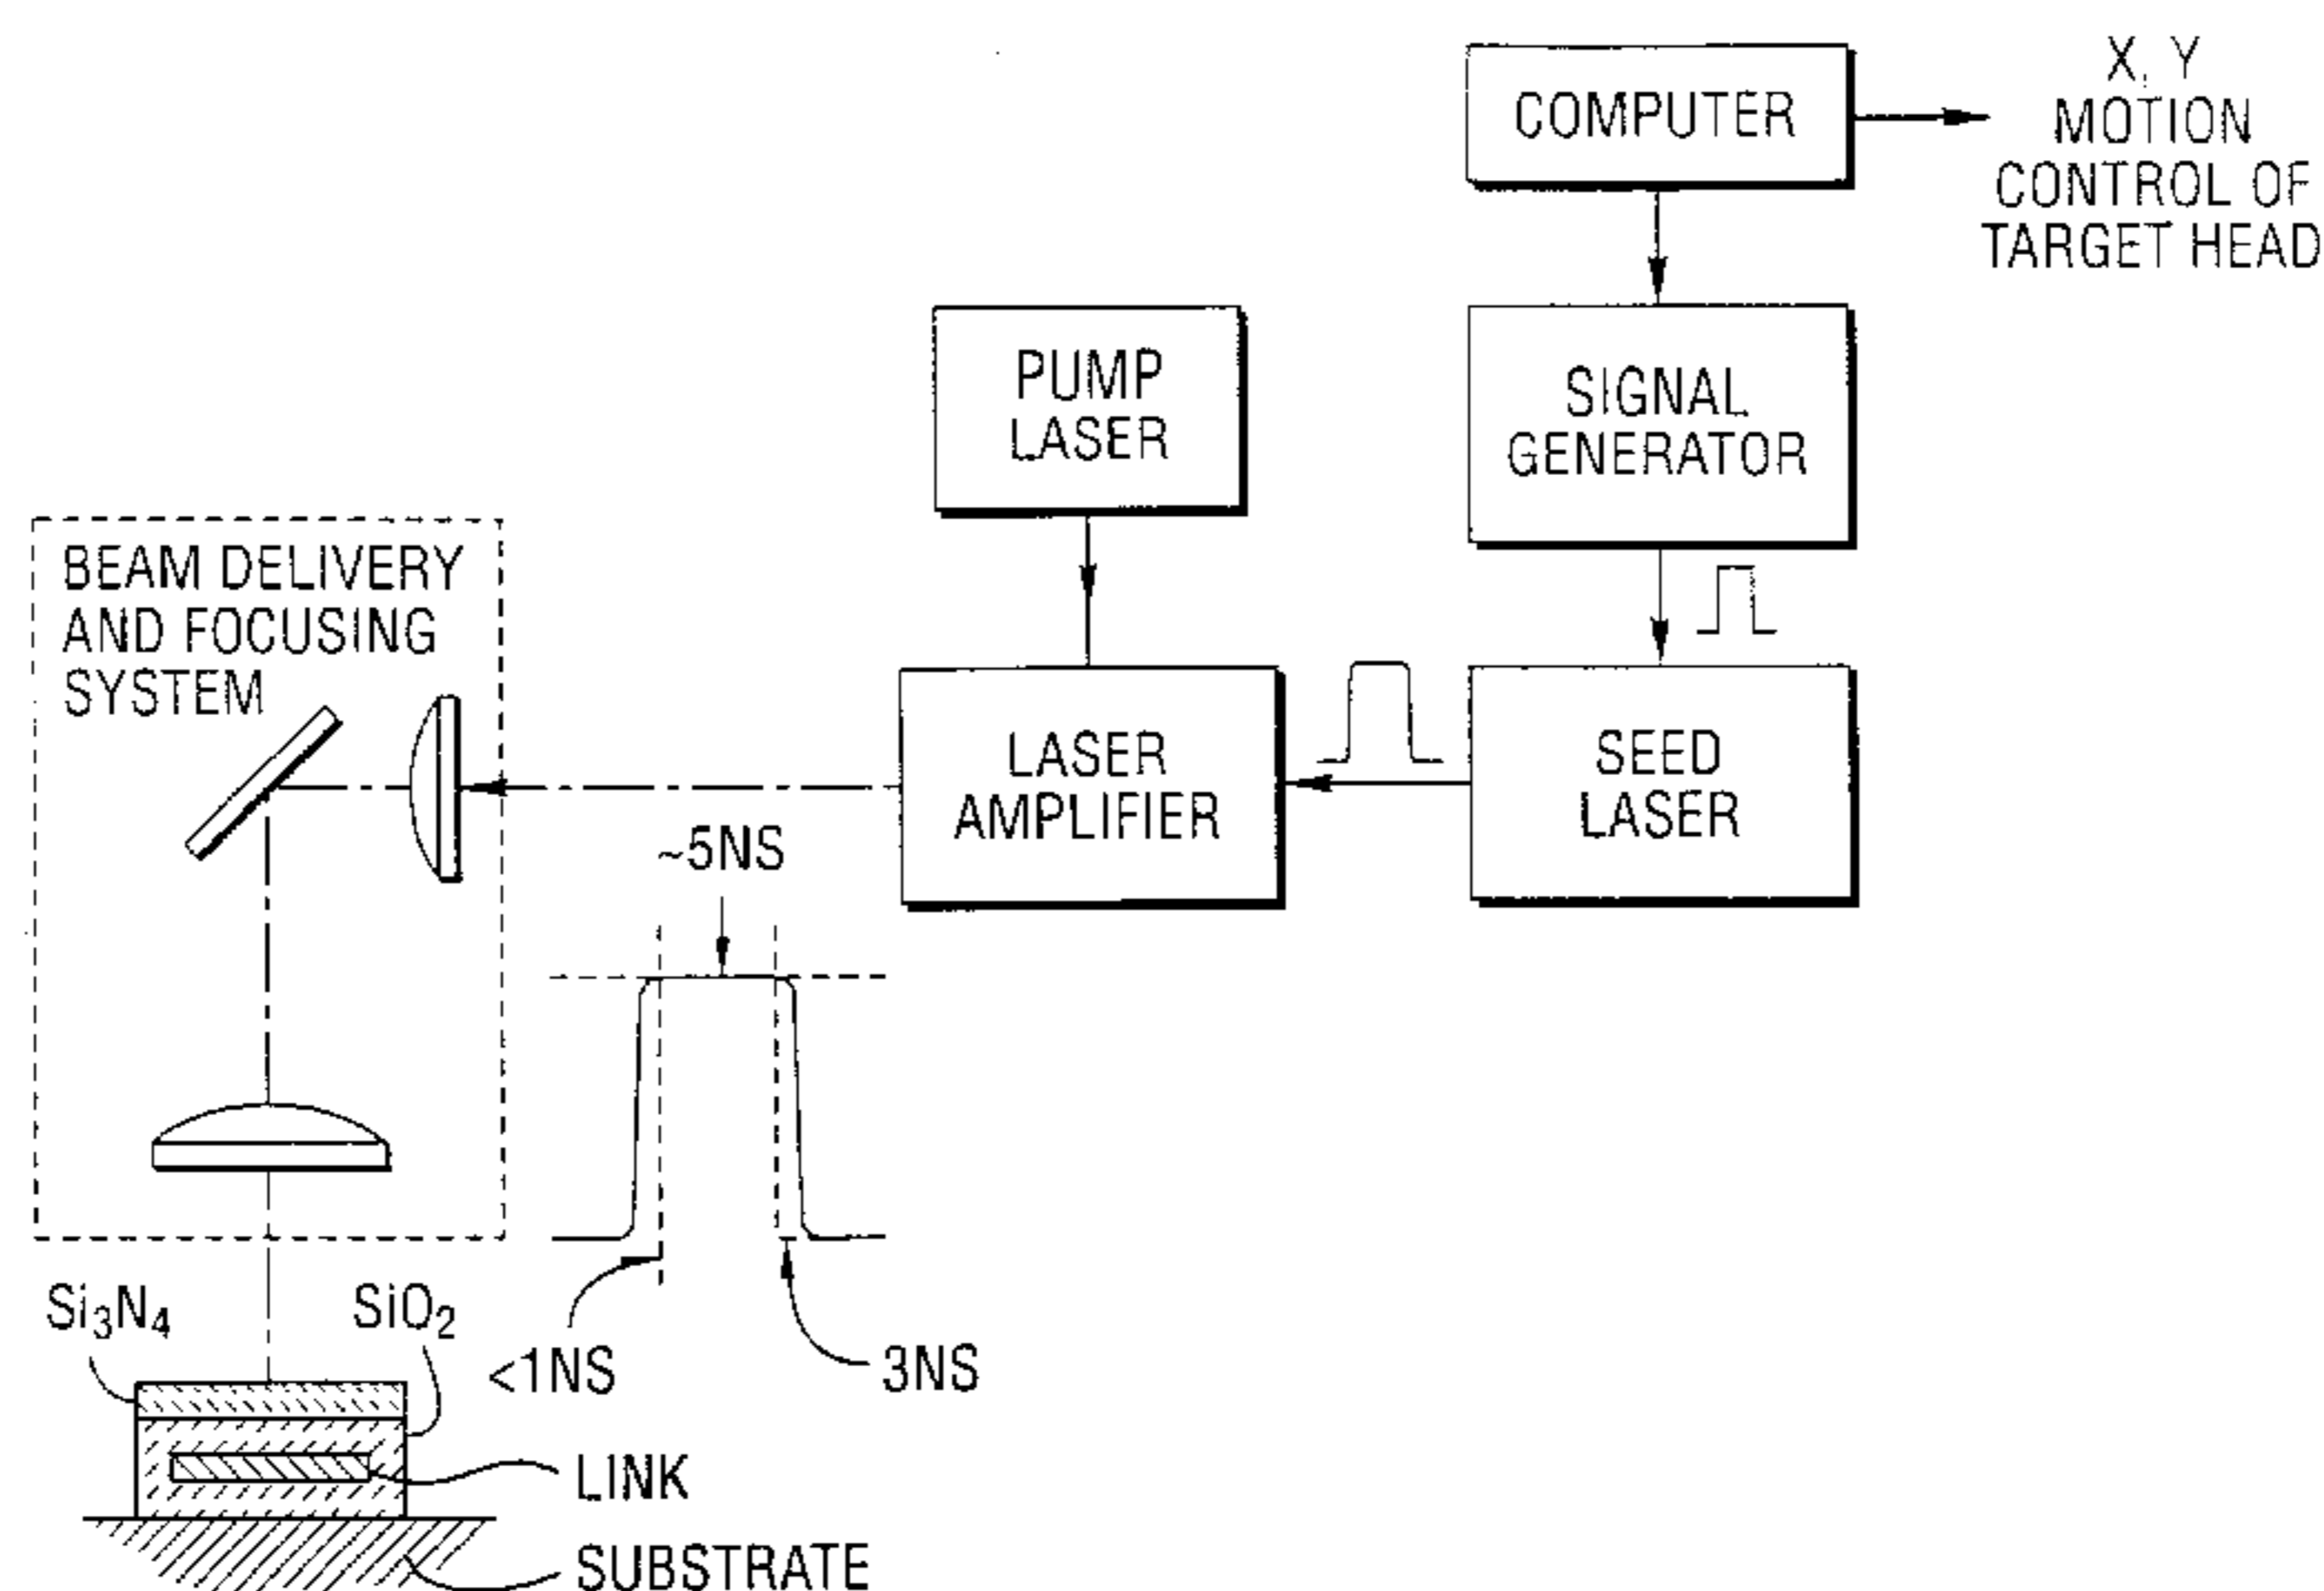 COMPUTER
X, Y
MOTION
CONTROL OF
TARGET HEAD
PUMP
LASER
SIGNAL
GENERATOR
BEAM DELIVERY
AND FOCUSING
SYSTEM
LASER
AMPLIFIER
SEED
LASER
~5NS
Si₃N₄
SiO₂
<1NS
3NS
LINK
SUBSTRATE